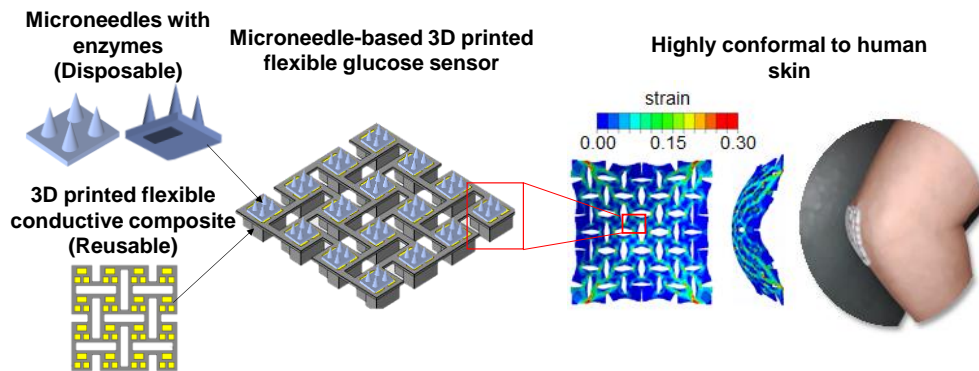 Microneedles with
enzymes
(Disposable)
3D printed flexible
conductive composite
(Reusable)
Microneedle-based 3D printed
flexible glucose sensor
Highly conformal to human
skin
strain
0.00 0.15 0.30